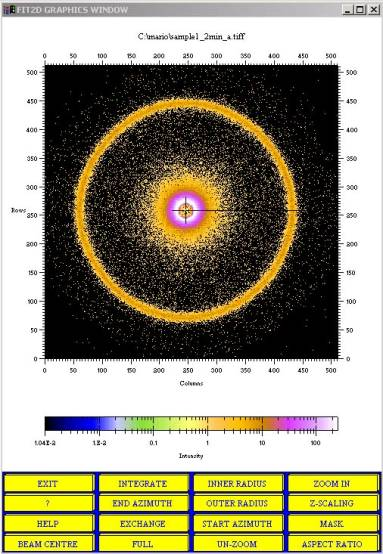 FIT2D GRAPHICS WINDOW
C:\mario\sample1_2min_a.tiff
0 50 100 150 200 250 300 350 400 450 500
500 500
450 450
400 400
350 350
300 300
Rows 250 250
200 200
150 150
100 100
50 50
0 0
0 50 100 150 200 250 300 350 400 450 500
Columns
1.04E-2 1.E-2 0.1 1 10 100
Intensity
EXIT INTEGRATE INNER RADIUS ZOOM IN
? END AZIMUTH OUTER RADIUS Z-SCALING
HELP EXCHANGE START AZIMUTH MASK
BEAM CENTRE FULL UN-ZOOM ASPECT RATIO